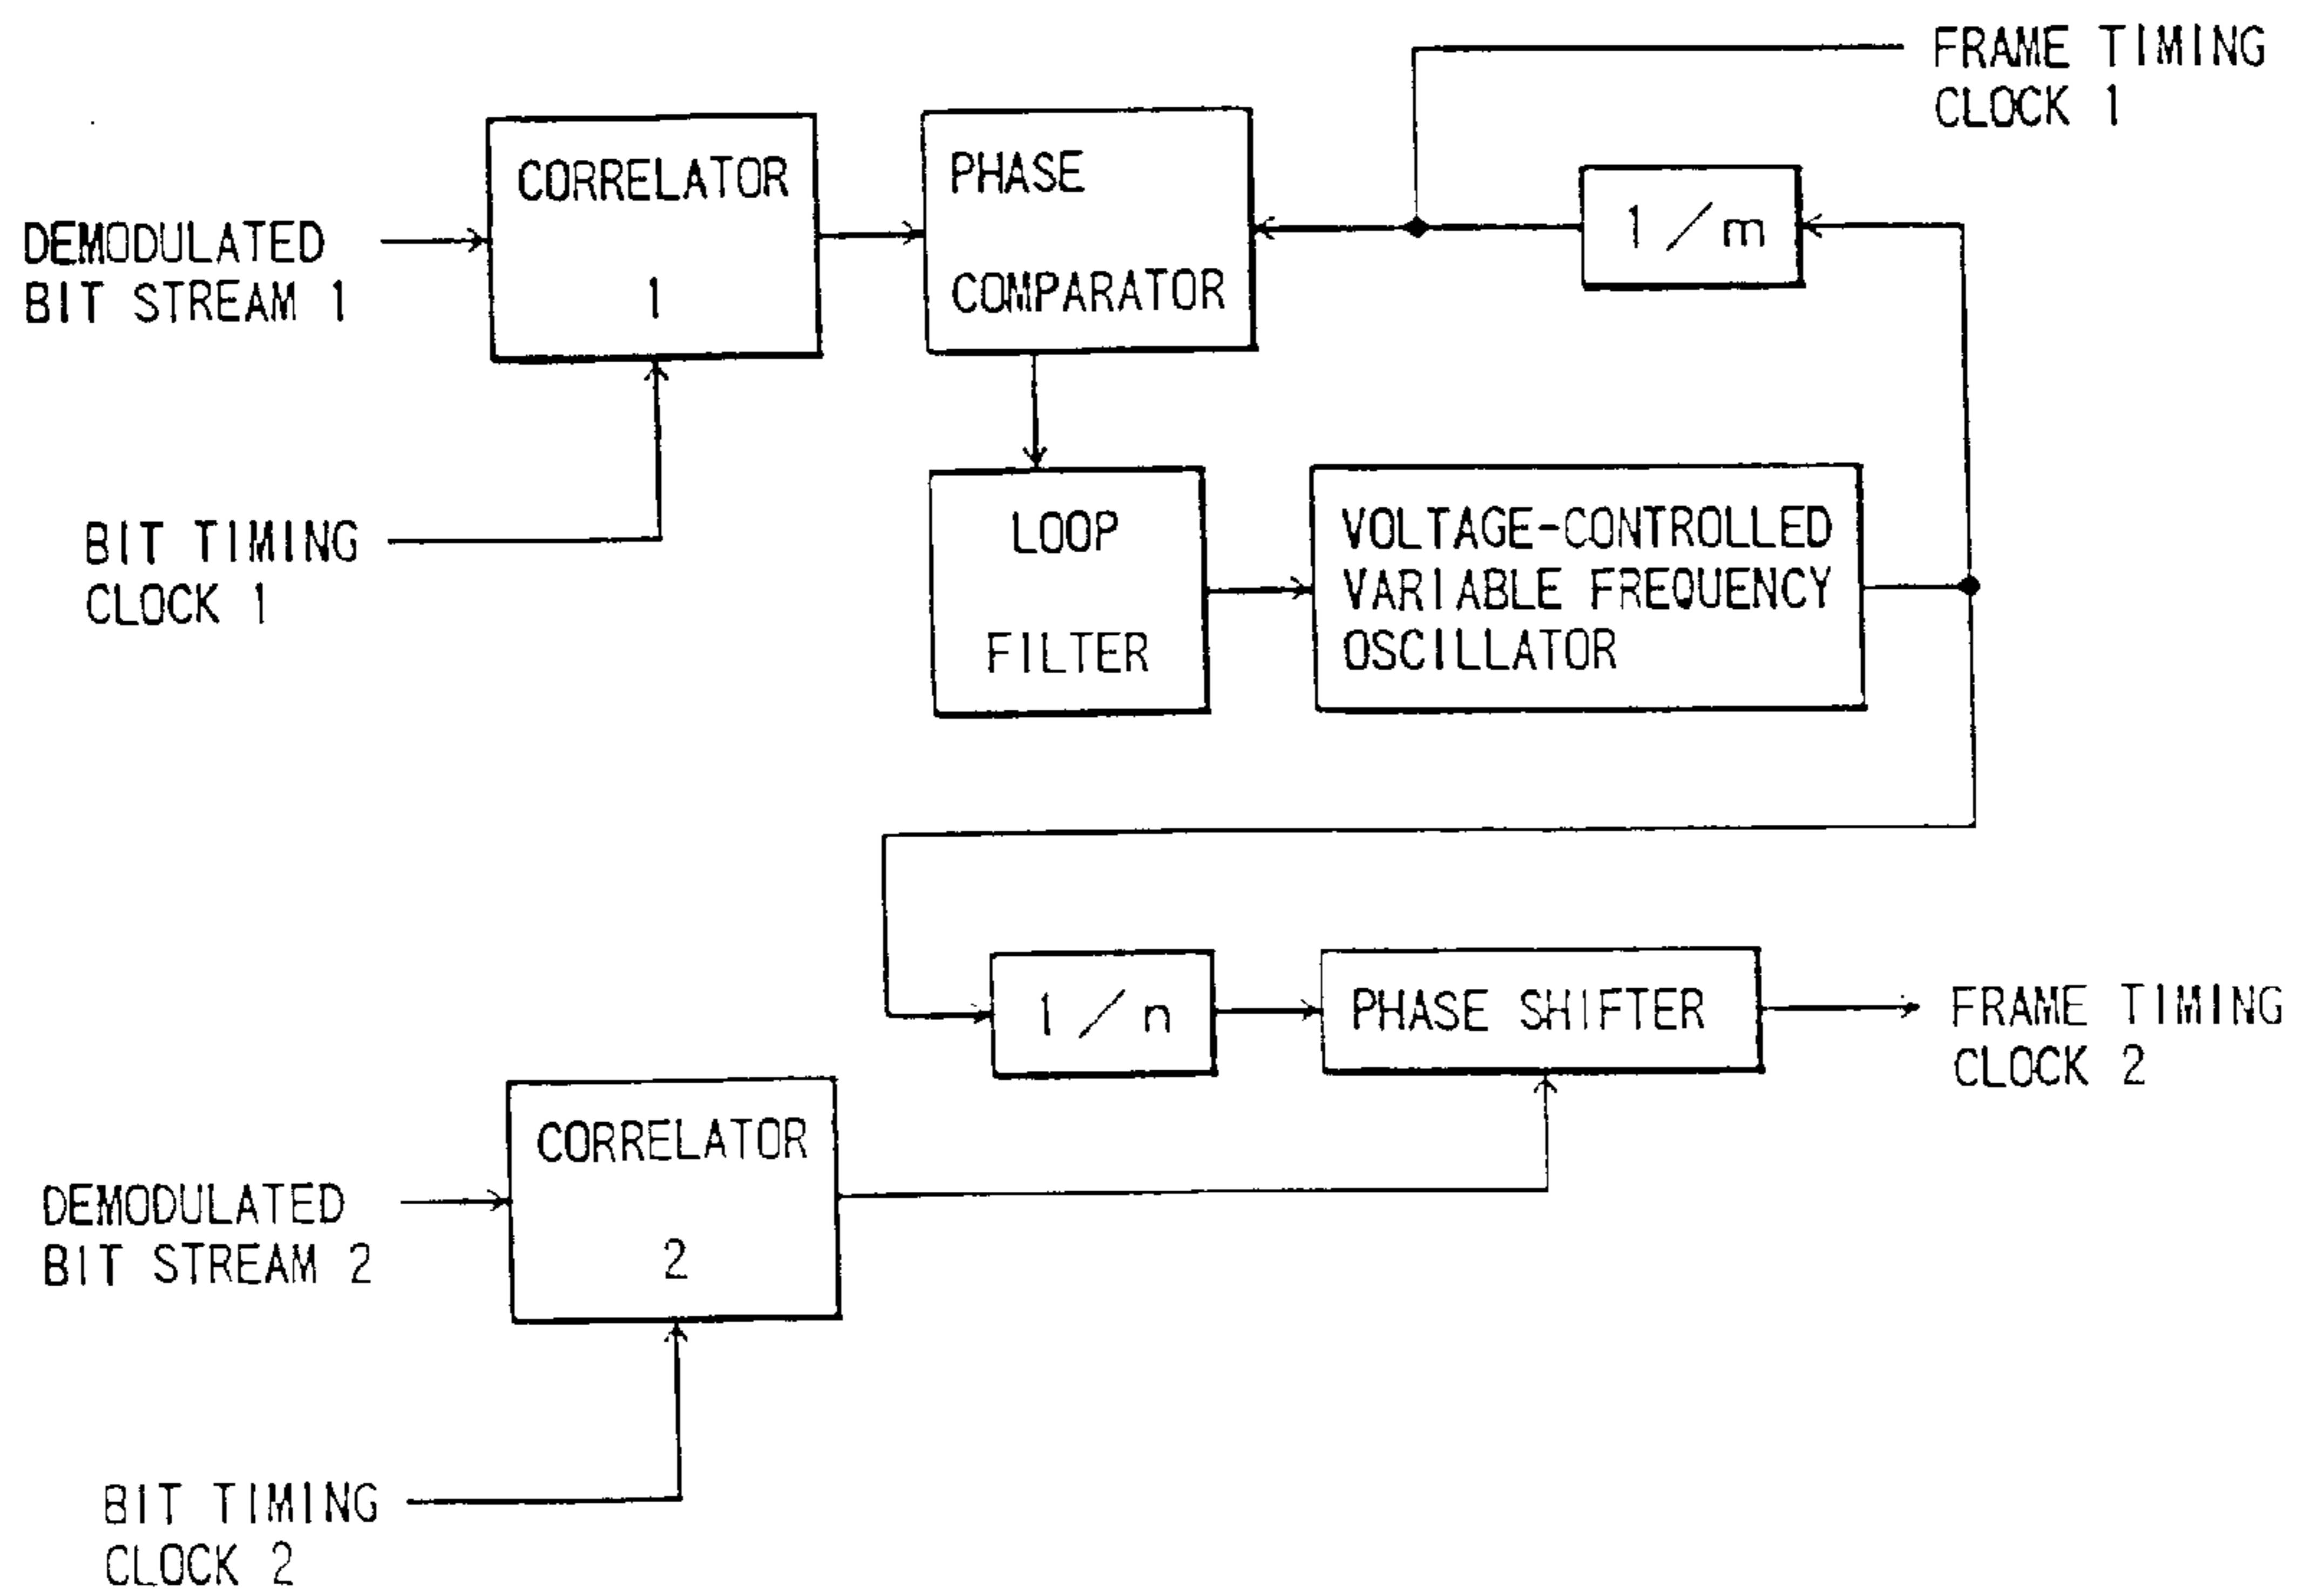 FRAME TIMING
CLOCK 1
CORRELATOR
1
PHASE
COMPARATOR
1/m
DEMODULATED
BIT STREAM 1
BIT TIMING
CLOCK 1
LOOP
FILTER
VOLTAGE-CONTROLLED
VARIABLE FREQUENCY
OSCILLATOR
1/n
PHASE SHIFTER
FRAME TIMING
CLOCK 2
CORRELATOR
2
DEMODULATED
BIT STREAM 2
BIT TIMING
CLOCK 2